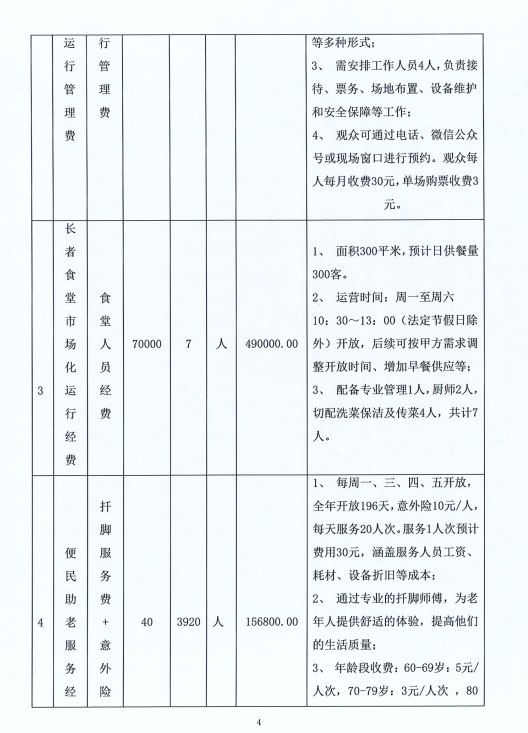 运行管理费
行管理费
等多种形式；
3、 需安排工作人员4人，负责接
待、票务、场地布置、设备维护
和安全保障等工作；
4、 观众可通过电话、微信公众
号或现场窗口进行预约。观众每
人每月收费30元，单场购票收费3
元。
3
长者食堂市场化运行经费
食堂人员经费
70000
7
人
490000.00
1、 面积300平米，预计日供餐量
300客。
2、 运营时间：周一至周六
10：30～13：00（法定节假日除
外）开放，后续可按甲方需求调
整开放时间、增加早餐供应等；
3、 配备专业管理1人，厨师2人，
切配洗菜保洁及传菜4人，共计7
人。
4
便民助老服务经
扦脚服务费+意外险
40
3920
人
156800.00
1、 每周一、三、四、五开放，
全年开放196天，意外险10元/人，
每天服务20人次。服务1人次预计
费用30元，涵盖服务人员工资、
耗材、设备折旧等成本；
2、 通过专业的扦脚师傅，为老
年人提供舒适的体验，提高他们
的生活质量；
3、 年龄段收费：60-69岁：5元/
人次，70-79岁：3元/人次 ，80
4